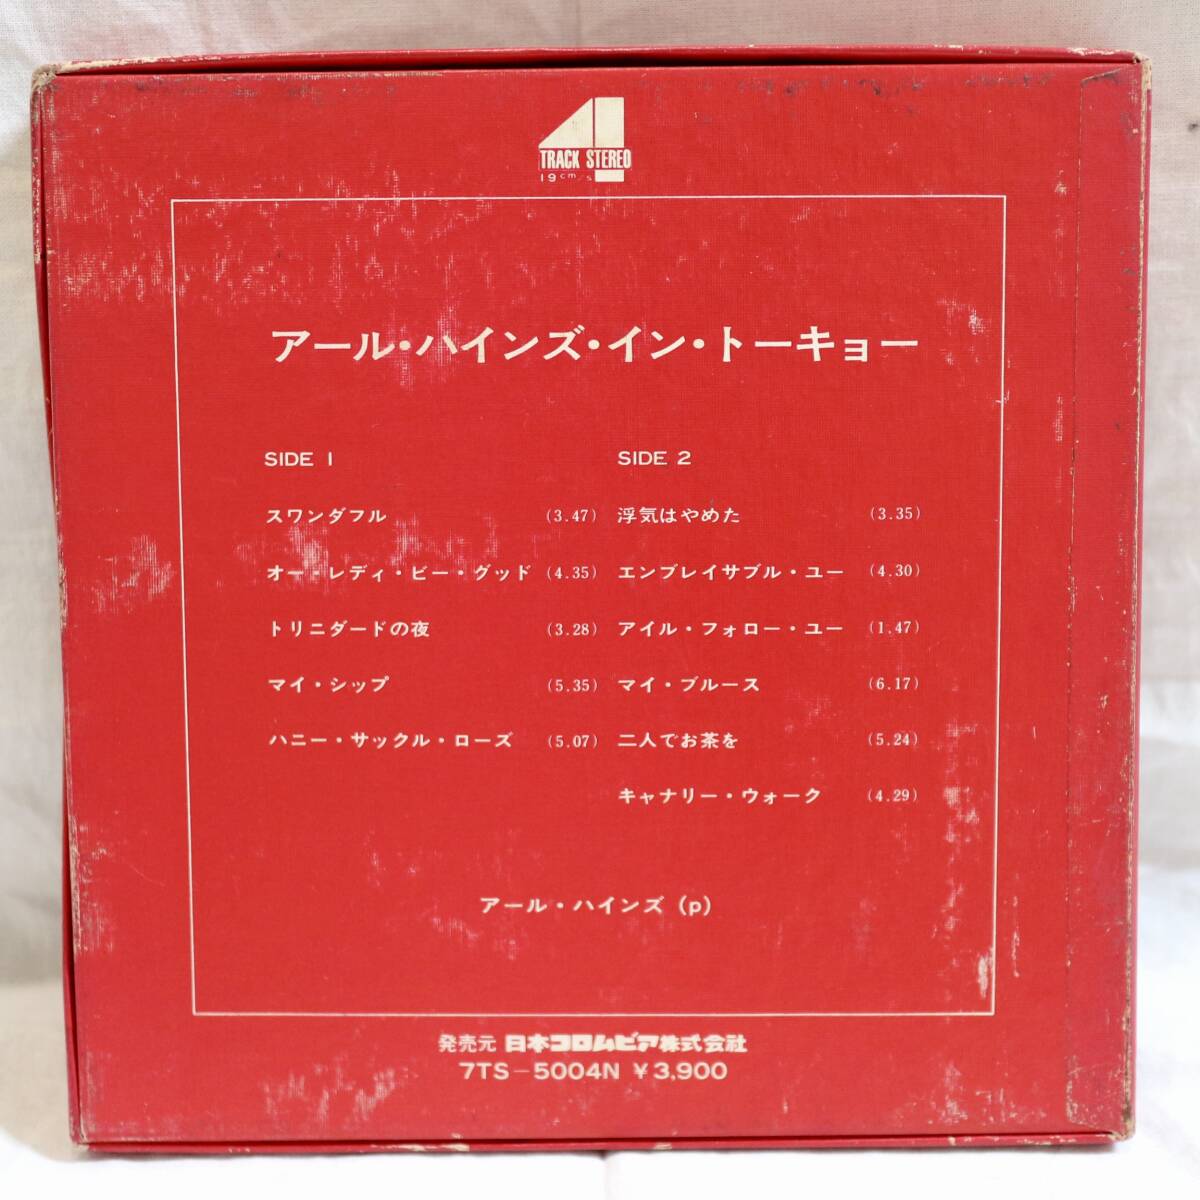 4
TRACK STEREO
19cm/s
アール・ハインズ・イン・トーキョー
SIDE 1
スワンダフル (3.47)
オー・レディ・ビー・グッド (4.35)
トリニダードの夜 (3.28)
マイ・シップ (5.35)
ハニー・サックル・ローズ (5.07)
SIDE 2
浮気はやめた (3.35)
エンブレイサブル・ユー (4.30)
アイル・フォロー・ユー (1.47)
マイ・ブルース (6.17)
二人でお茶を (5.24)
キャナリー・ウォーク (4.29)
アール・ハインズ (p)
発売元 日本コロムビア株式会社
7TS-5004N ¥3,900